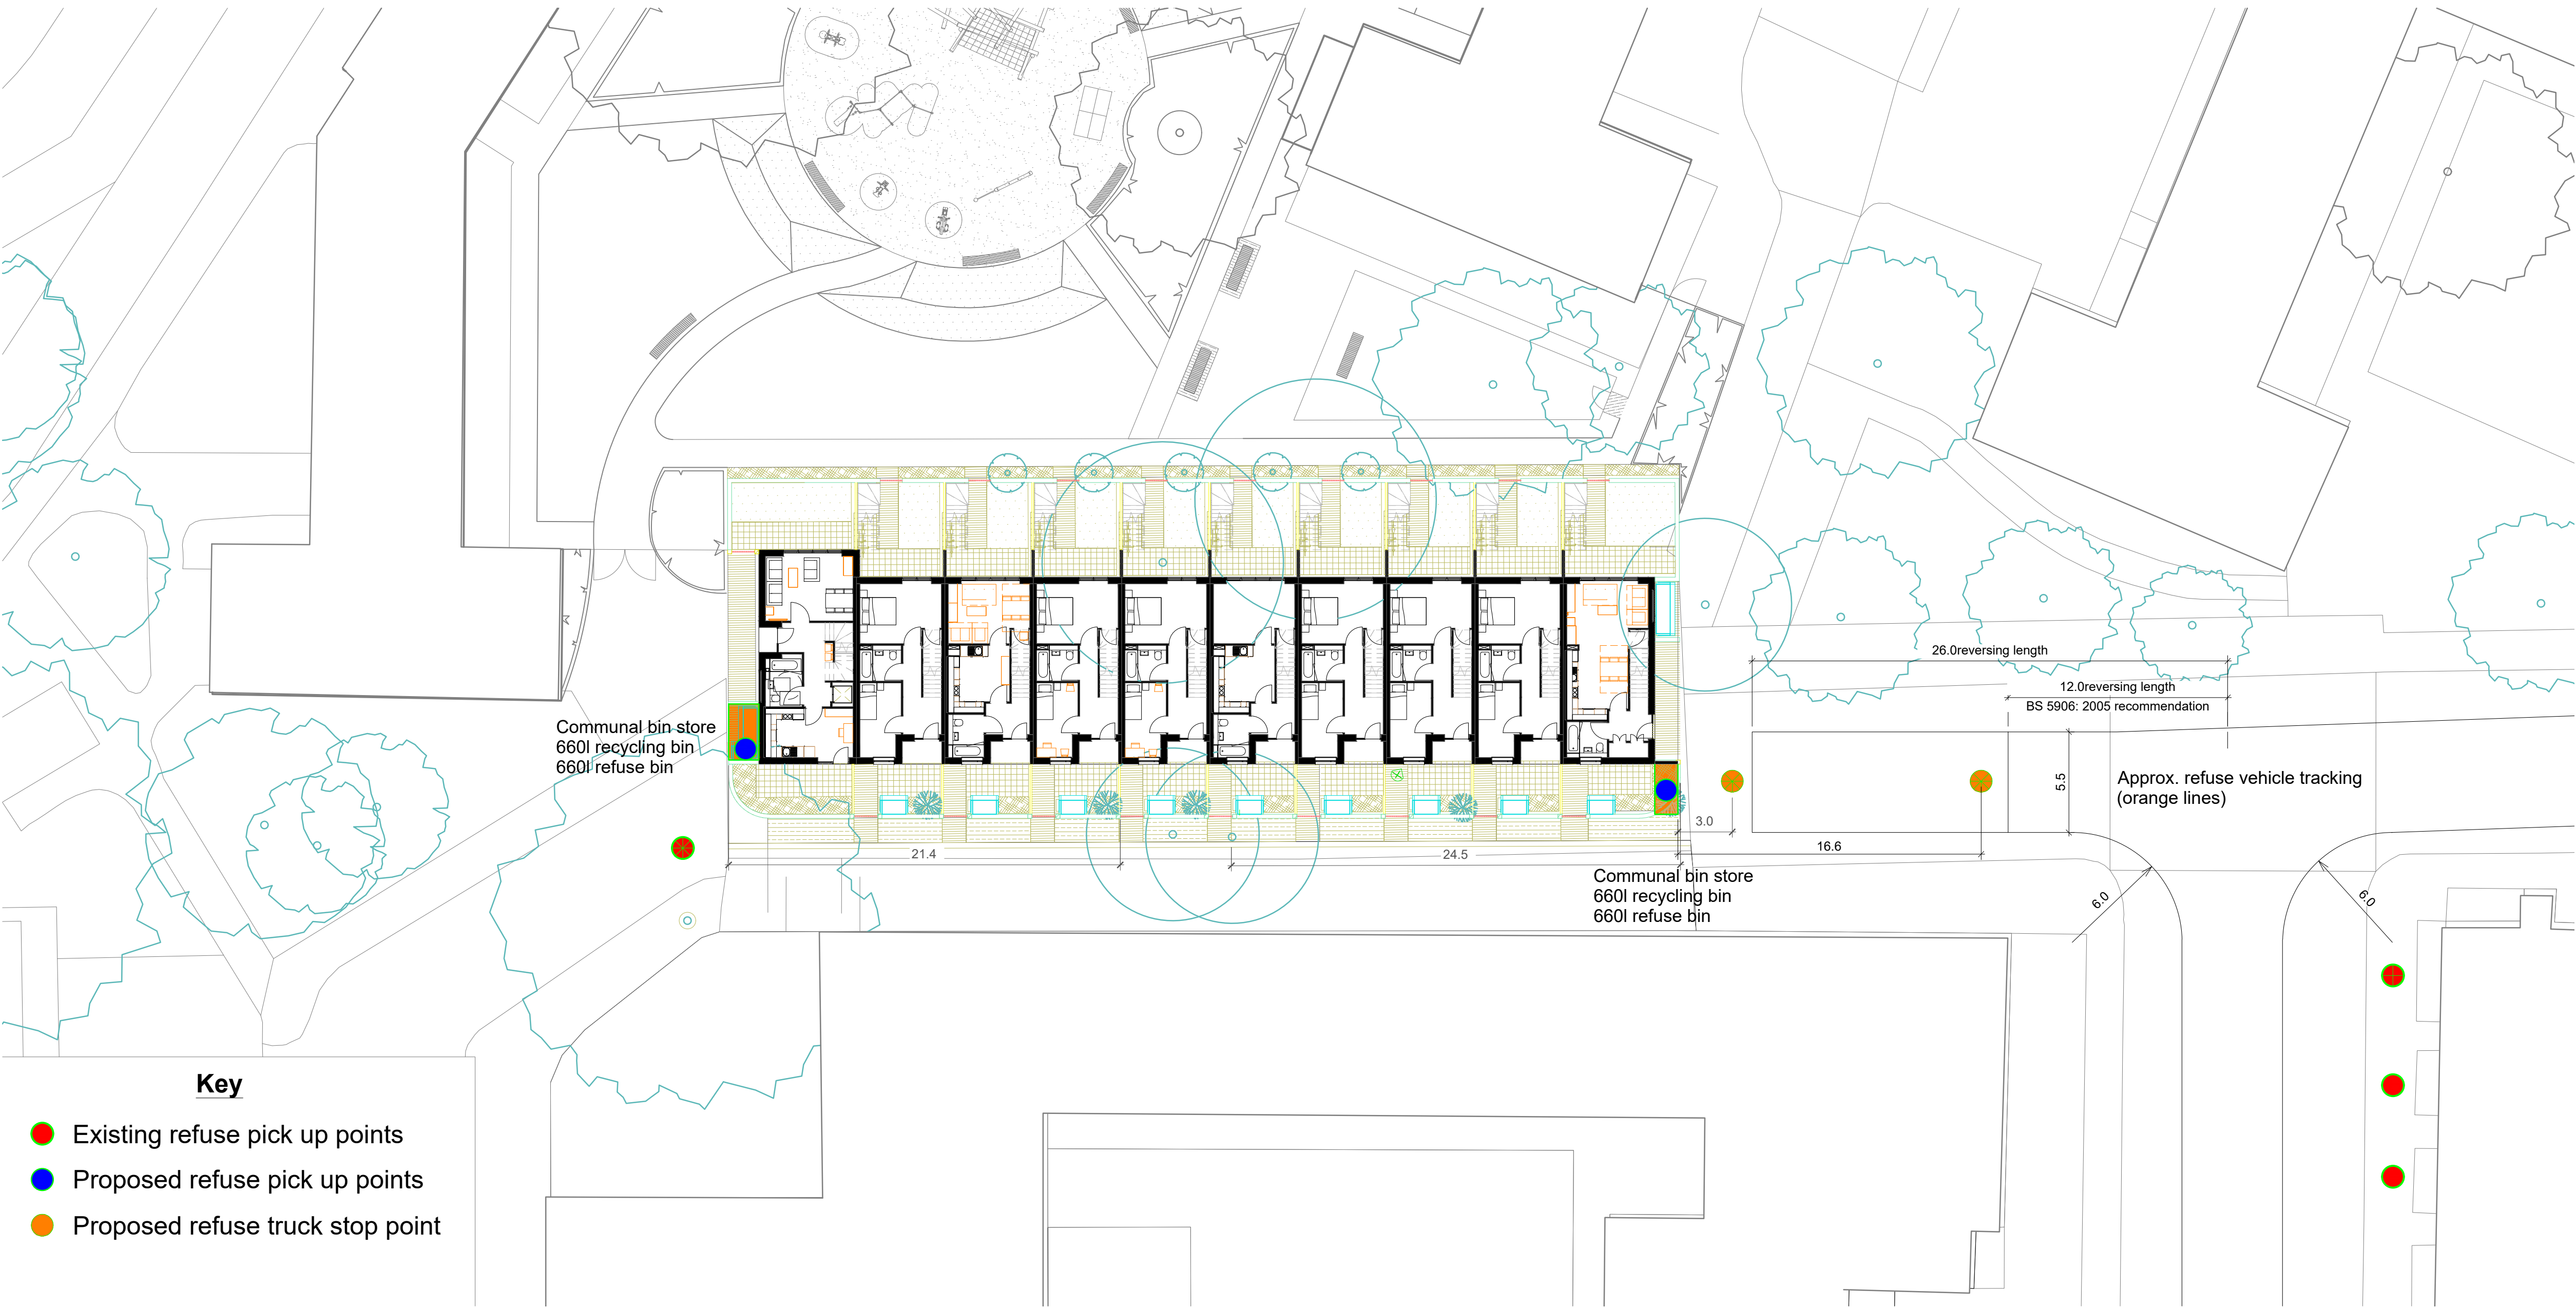 26.0reversing length
12.0reversing length
BS 5906: 2005 recommendation
Communal bin store
660l recycling bin
660l refuse bin
Approx. refuse vehicle tracking
(orange lines)
5.5
3.0
16.6
21.4
24.5
Communal bin store
660l recycling bin
660l refuse bin
6.0
6.0
Key
Existing refuse pick up points
Proposed refuse pick up points
Proposed refuse truck stop point